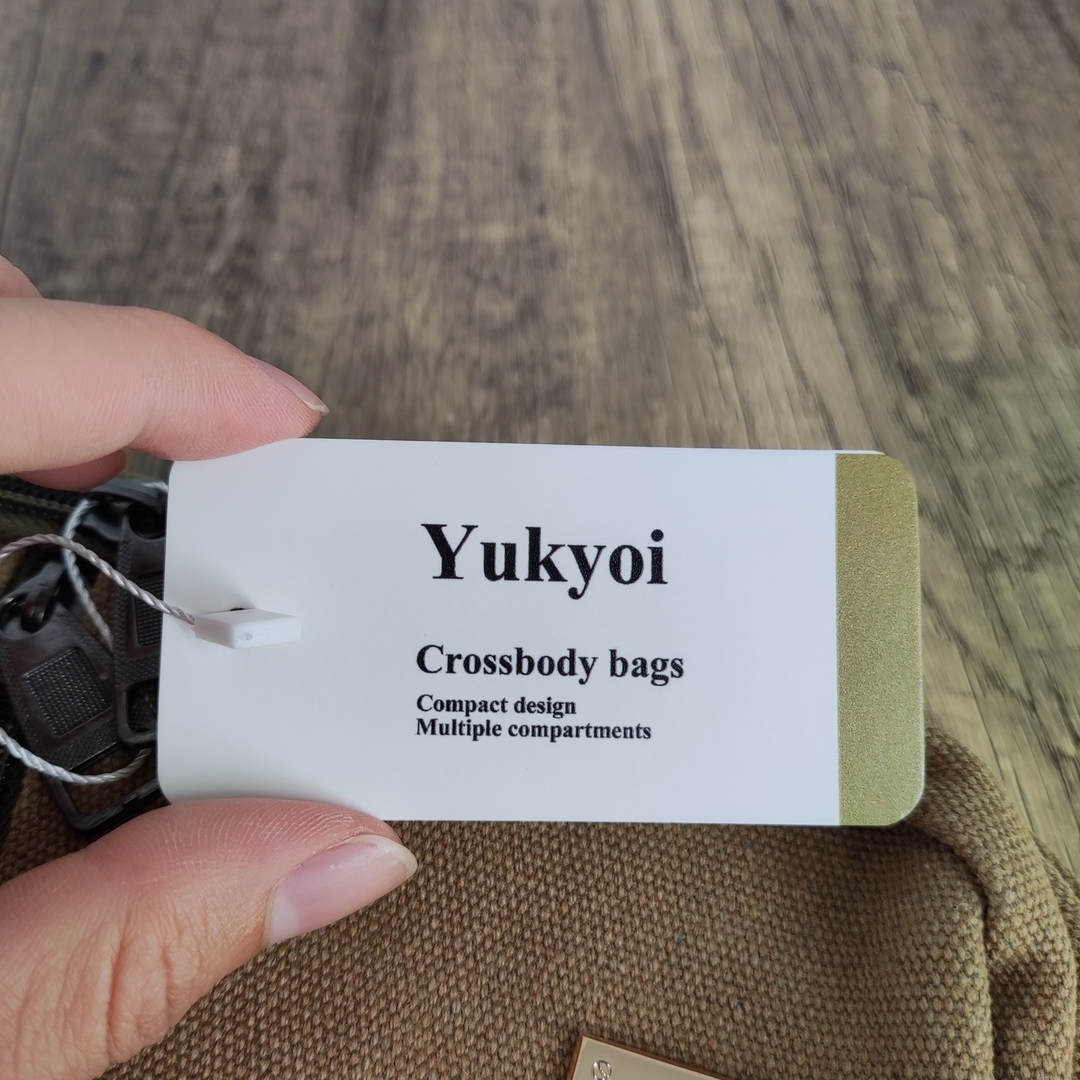 Yukyoi
Crossbody bags
Compact design
Multiple compartments